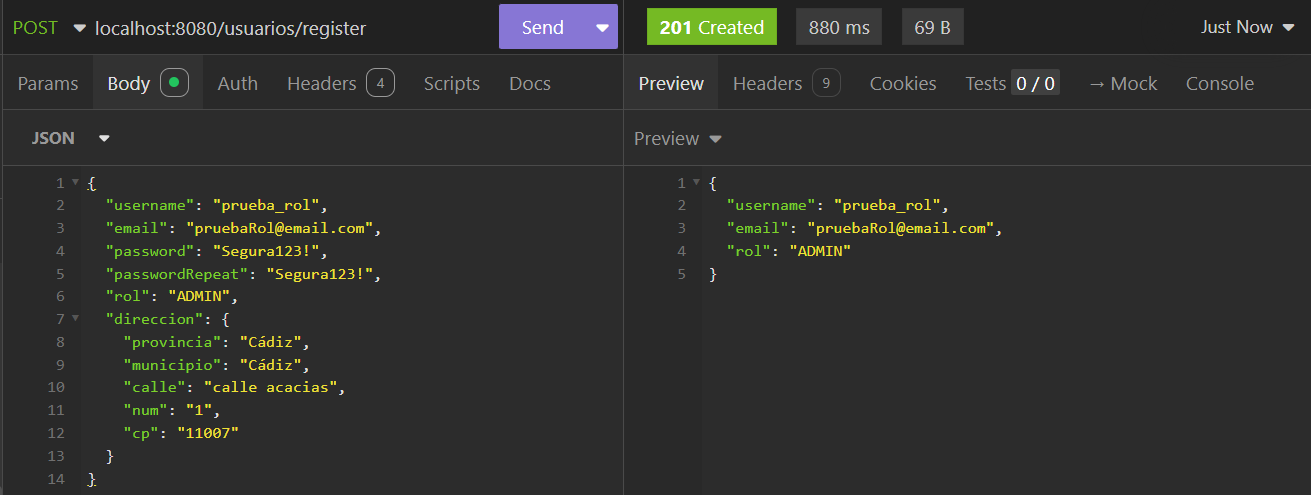 POST localhost:8080/usuarios/register Send
201 Created 880 ms 69 B Just Now
Params Body Auth Headers 4 Scripts Docs
Preview Headers 9 Cookies Tests 0 / 0 → Mock Console
JSON
Preview
1 {
2 "username": "prueba_rol",
3 "email": "pruebaRol@email.com",
4 "password": "Segura123!",
5 "passwordRepeat": "Segura123!",
6 "rol": "ADMIN",
7 "direccion": {
8 "provincia": "Cádiz",
9 "municipio": "Cádiz",
10 "calle": "calle acacias",
11 "num": "1",
12 "cp": "11007"
13 }
14 }
1 {
2 "username": "prueba_rol",
3 "email": "pruebaRol@email.com",
4 "rol": "ADMIN"
5 }